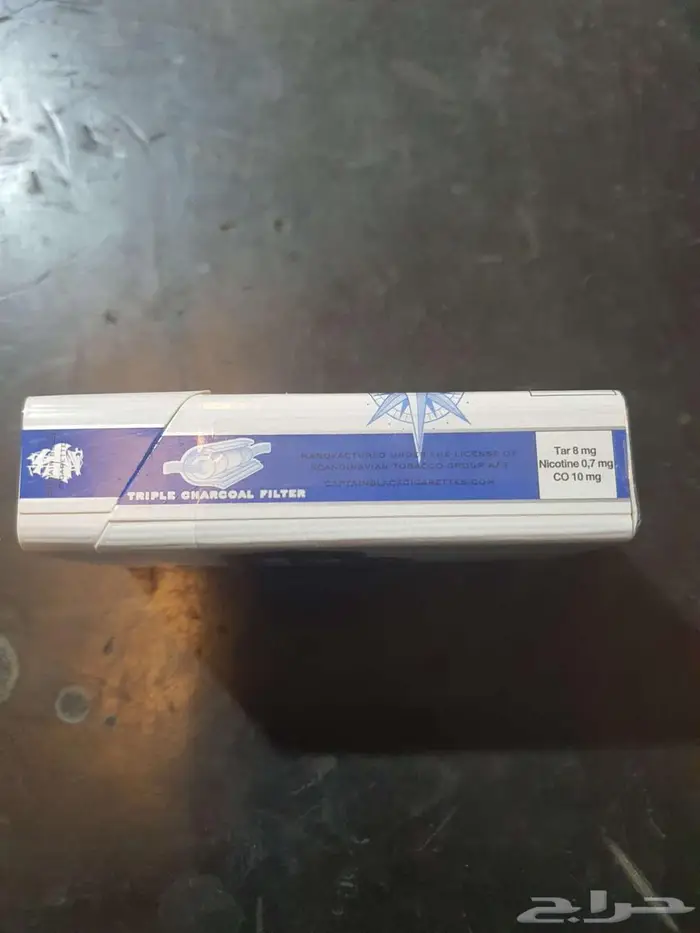 TRIPLE CHARCOAL FILTER
MANUFACTURED UNDER THE LICENSE OF
SCANDINAVIAN TOBACCO GROUP A/S
Tar 8 mg
Nicotine 0,7 mg
CO 10 mg
حراج